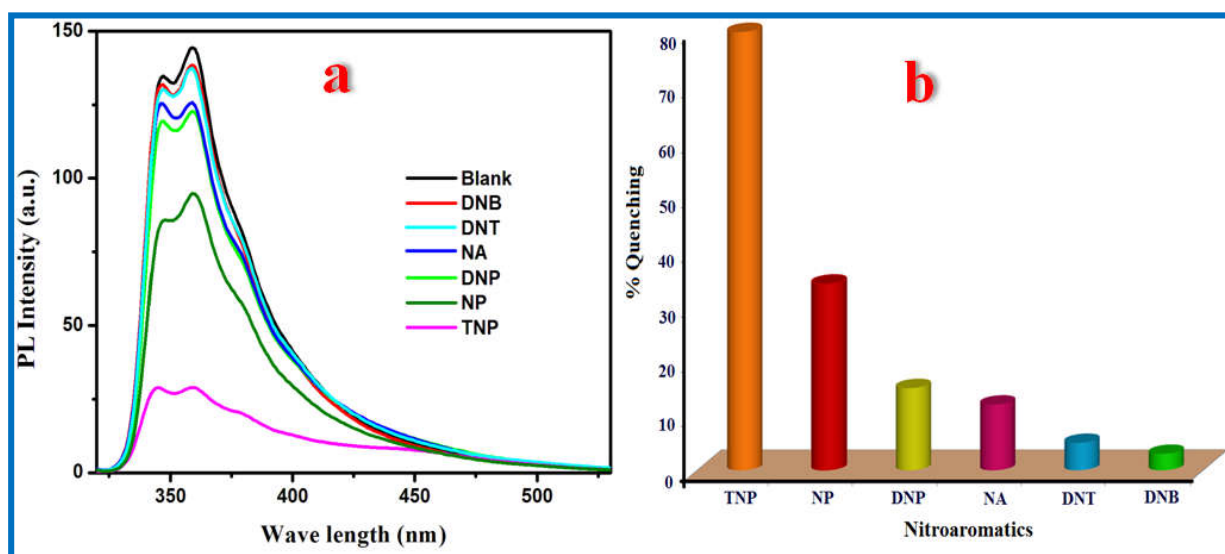 a
PL Intensity (a.u.)
150
100
50
0
350
400
450
500
Wave length (nm)
Blank
DNB
DNT
NA
DNP
NP
TNP
b
% Quenching
80
70
60
50
40
30
20
10
0
TNP
NP
DNP
NA
DNT
DNB
Nitroaromatics